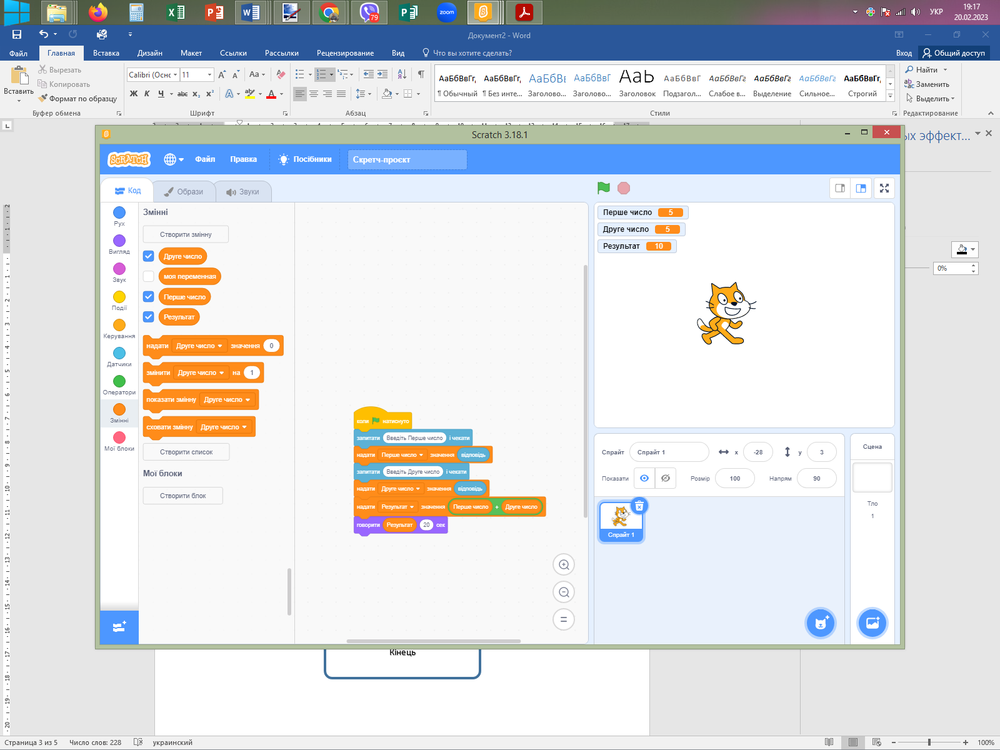 79
zoom
УКР
19:17
20.02.2023
Документ2 - Word
Файл Главная Вставка Дизайн Макет Ссылки Рассылки Рецензирование Вид Что вы хотите сделать? Вход Общий доступ
Вставить
Вырезать
Копировать
Формат по образцу
Буфер обмена
Calibri (Оснс 11
Aa
Ж К Ч abc x₂ x²
Шрифт
Абзац
АаБбВвГг, АаБбВвГг, АаБбВı АаБбВвГ АаЬ АаБбВвГ АаБбВвГг АаБбВвГг АаБбВвГг АаБбВвГг,
¶ Обычный ¶ Без инте... Заголово... Заголово... Заголовок Подзагол... Слабое в... Выделение Сильное... Строгий
Стили
Найти
Заменить
Выделить
Редактирование
Scratch 3.18.1
ых эффект...
0%
SCRATCH Файл Правка Посібники Скретч-проєкт
Код Образи Звуки
Рух
Вигляд
Звук
Події
Керування
Датчики
Оператори
Змінні
Мої блоки
Змінні
Створити змінну
Друге число
моя переменная
Перше число
Результат
надати Друге число значення 0
змінити Друге число на 1
показати змінну Друге число
сховати змінну Друге число
Створити список
Мої блоки
Створити блок
коли натиснуто
запитати Введіть Перше число і чекати
надати Перше число значення відповідь
запитати Введіть Друге число і чекати
надати Друге число значення відповідь
надати Результат значення Перше число + Друге число
говорити Результат 20 сек
Перше число 5
Друге число 5
Результат 10
Спрайт Спрайт 1 x -28 y 3
Показати Розмір 100 Напрям 90
Спрайт 1
Сцена
Тло
1
Кінець
Страница 3 из 5 Число слов: 228 украинский 100%